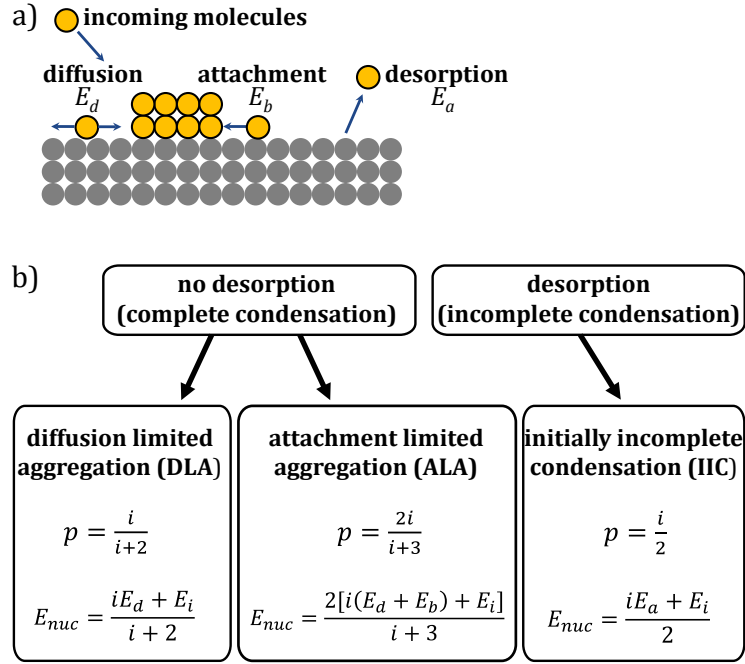 a)
incoming molecules
diffusion
E_d
attachment
E_b
desorption
E_a
b)
no desorption
(complete condensation)
desorption
(incomplete condensation)
diffusion limited
aggregation (DLA)
p = i/(i+2)
E_nuc = (iE_d + E_i)/(i + 2)
attachment limited
aggregation (ALA)
p = 2i/(i+3)
E_nuc = 2[i(E_d + E_b) + E_i]/(i + 3)
initially incomplete
condensation (IIC)
p = i/2
E_nuc = (iE_a + E_i)/2